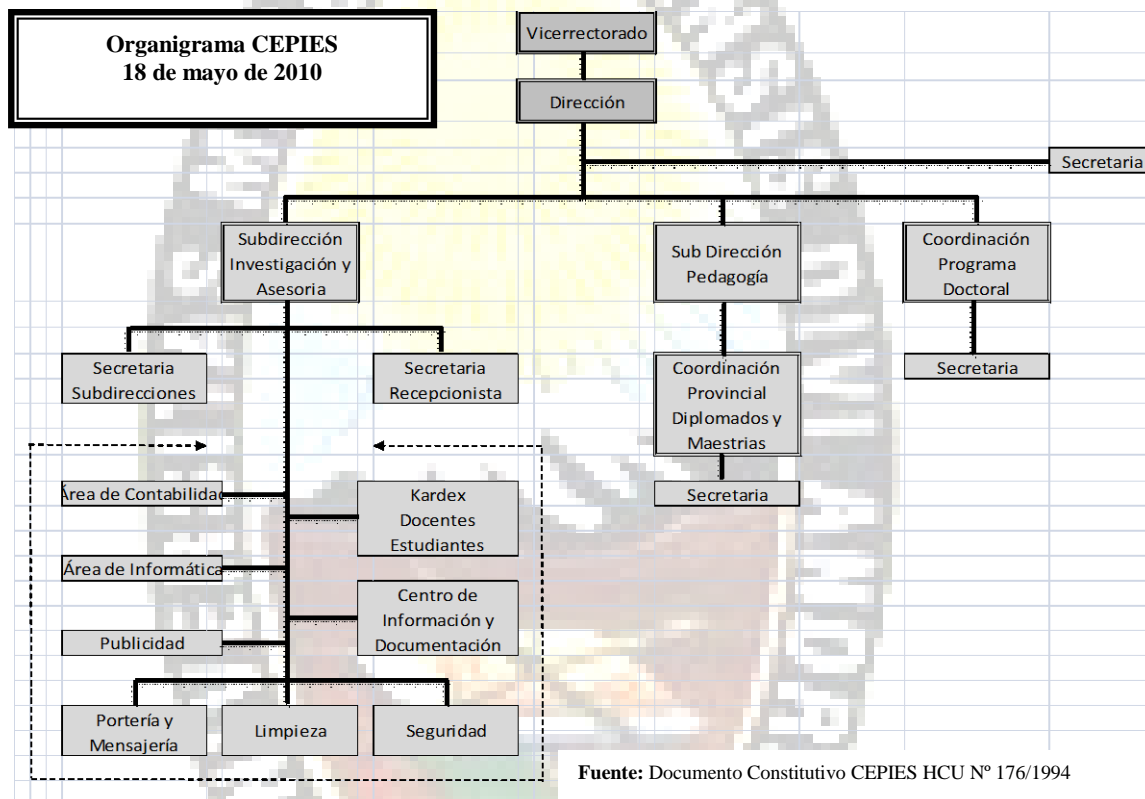 Organigrama CEPIES
18 de mayo de 2010
Vicerrectorado
Dirección
Secretaria
Subdirección
Investigación y
Asesoria
Sub Dirección
Pedagogía
Coordinación
Programa
Doctoral
Secretaria
Subdirecciones
Secretaria
Recepcionista
Coordinación
Provincial
Diplomados y
Maestrias
Secretaria
Secretaria
Área de Contabilidad
Kardex
Docentes
Estudiantes
Área de Informática
Centro de
Información y
Documentación
Publicidad
Portería y
Mensajería
Limpieza
Seguridad
Fuente: Documento Constitutivo CEPIES HCU Nº 176/1994